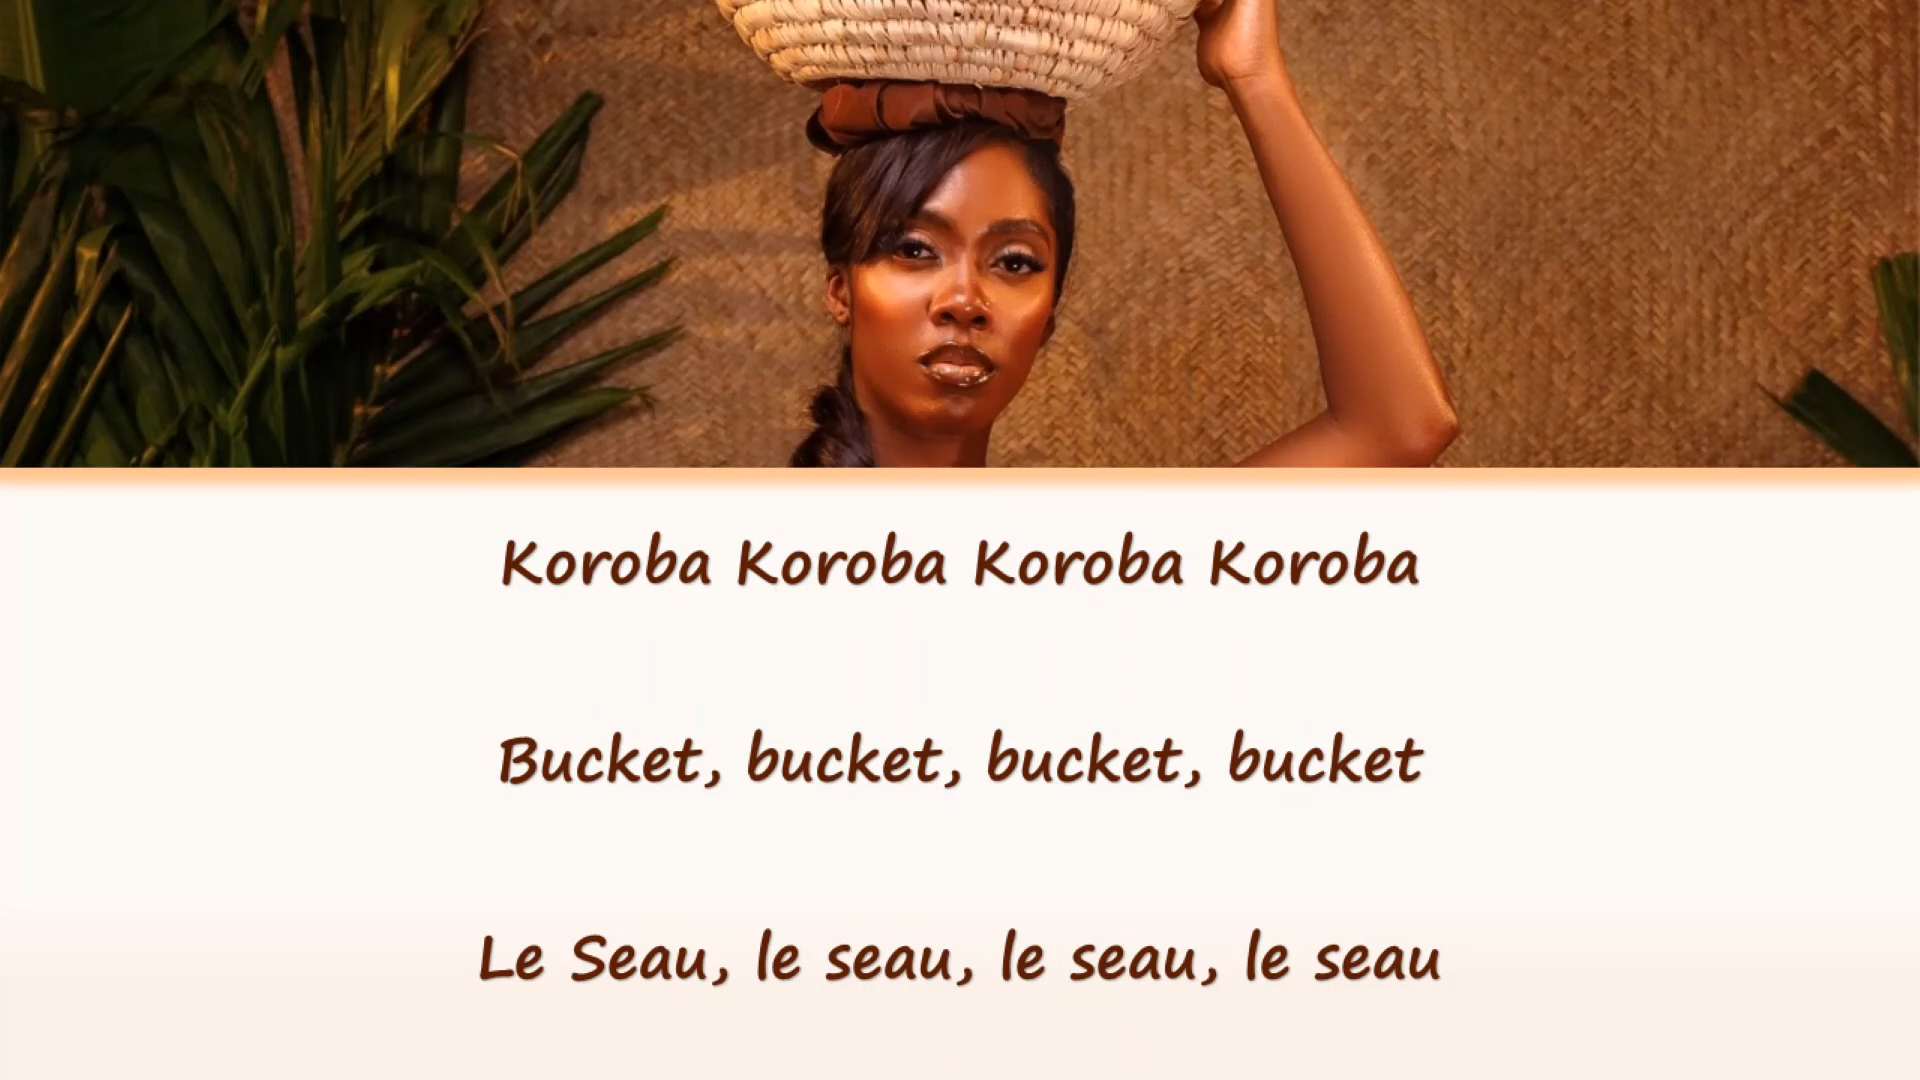 Koroba Koroba Koroba Koroba
Bucket, bucket, bucket, bucket
Le Seau, le seau, le seau, le seau